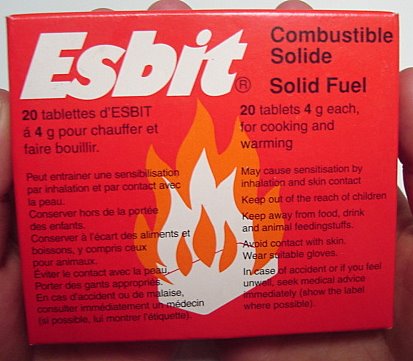 Esbit®
Combustible
Solide
Solid Fuel
20 tablettes d'ESBIT
á 4 g pour chauffer et
faire bouillir.
20 tablets 4 g each,
for cooking and
warming
Peut entrainer une sensibilisation
par inhalation et par contact avec
la peau.
Conserver hors de la portée
des enfants.
Conserver à l'écart des aliments et
boissons, y compris ceux
pour animaux.
Éviter le contact avec la peau.
Porter des gants appropriés.
En cas d'accident ou de malaise,
consulter immédiatement un médecin
(si possible, lui montrer l'étiquette).
May cause sensitisation by
inhalation and skin contact
Keep out of the reach of children
Keep away from food, drink
and animal feedingstuffs.
Avoid contact with skin.
Wear suitable gloves.
In case of accident or if you feel
unwell, seek medical advice
immediately (show the label
where possible).